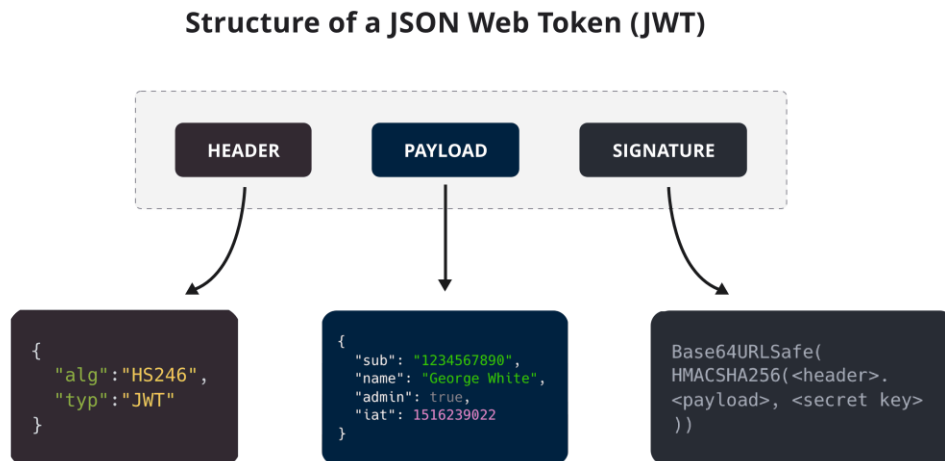 Structure of a JSON Web Token (JWT)
HEADER
PAYLOAD
SIGNATURE
{
"alg":"HS246",
"typ":"JWT"
}
{
"sub": "1234567890",
"name": "George White",
"admin": true,
"iat": 1516239022
}
Base64URLSafe(
HMACSHA256(<header>.
<payload>, <secret key>
))